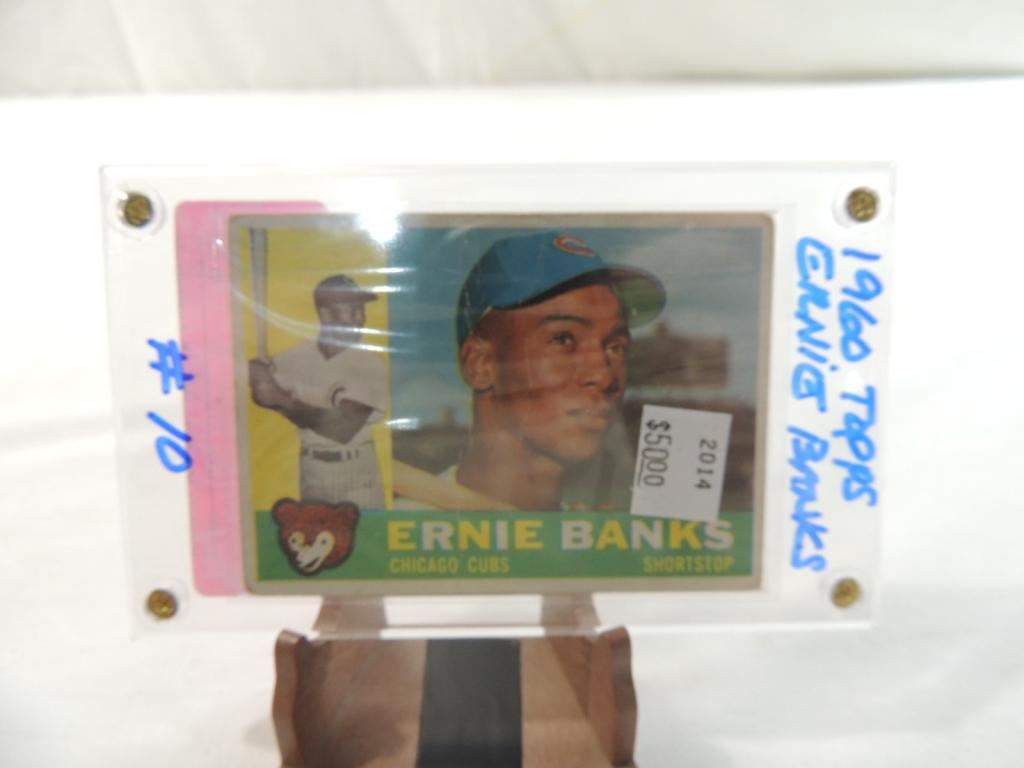 1960 Topps
ERNIE BANKS
# 10
C
C
2014
$50.00
ERNIE BANKS
CHICAGO CUBS
SHORTSTOP